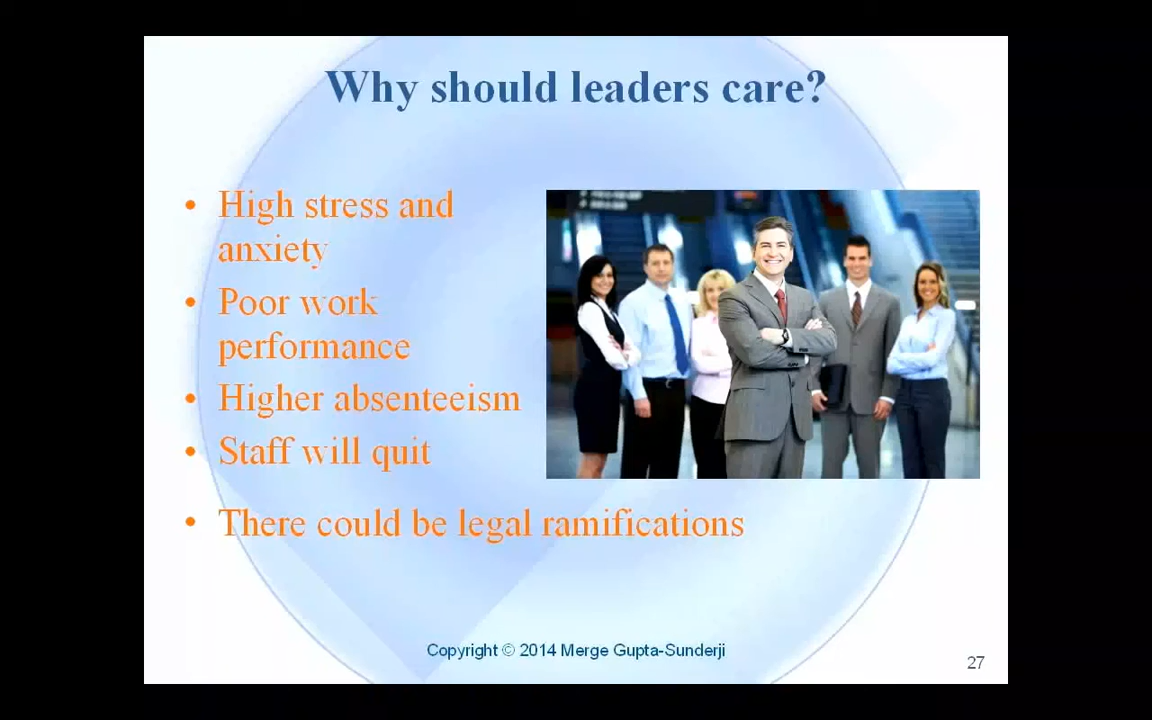 Why should leaders care?
• High stress and
anxiety
• Poor work
performance
• Higher absenteeism
• Staff will quit
• There could be legal ramifications
Copyright © 2014 Merge Gupta-Sunderji
27